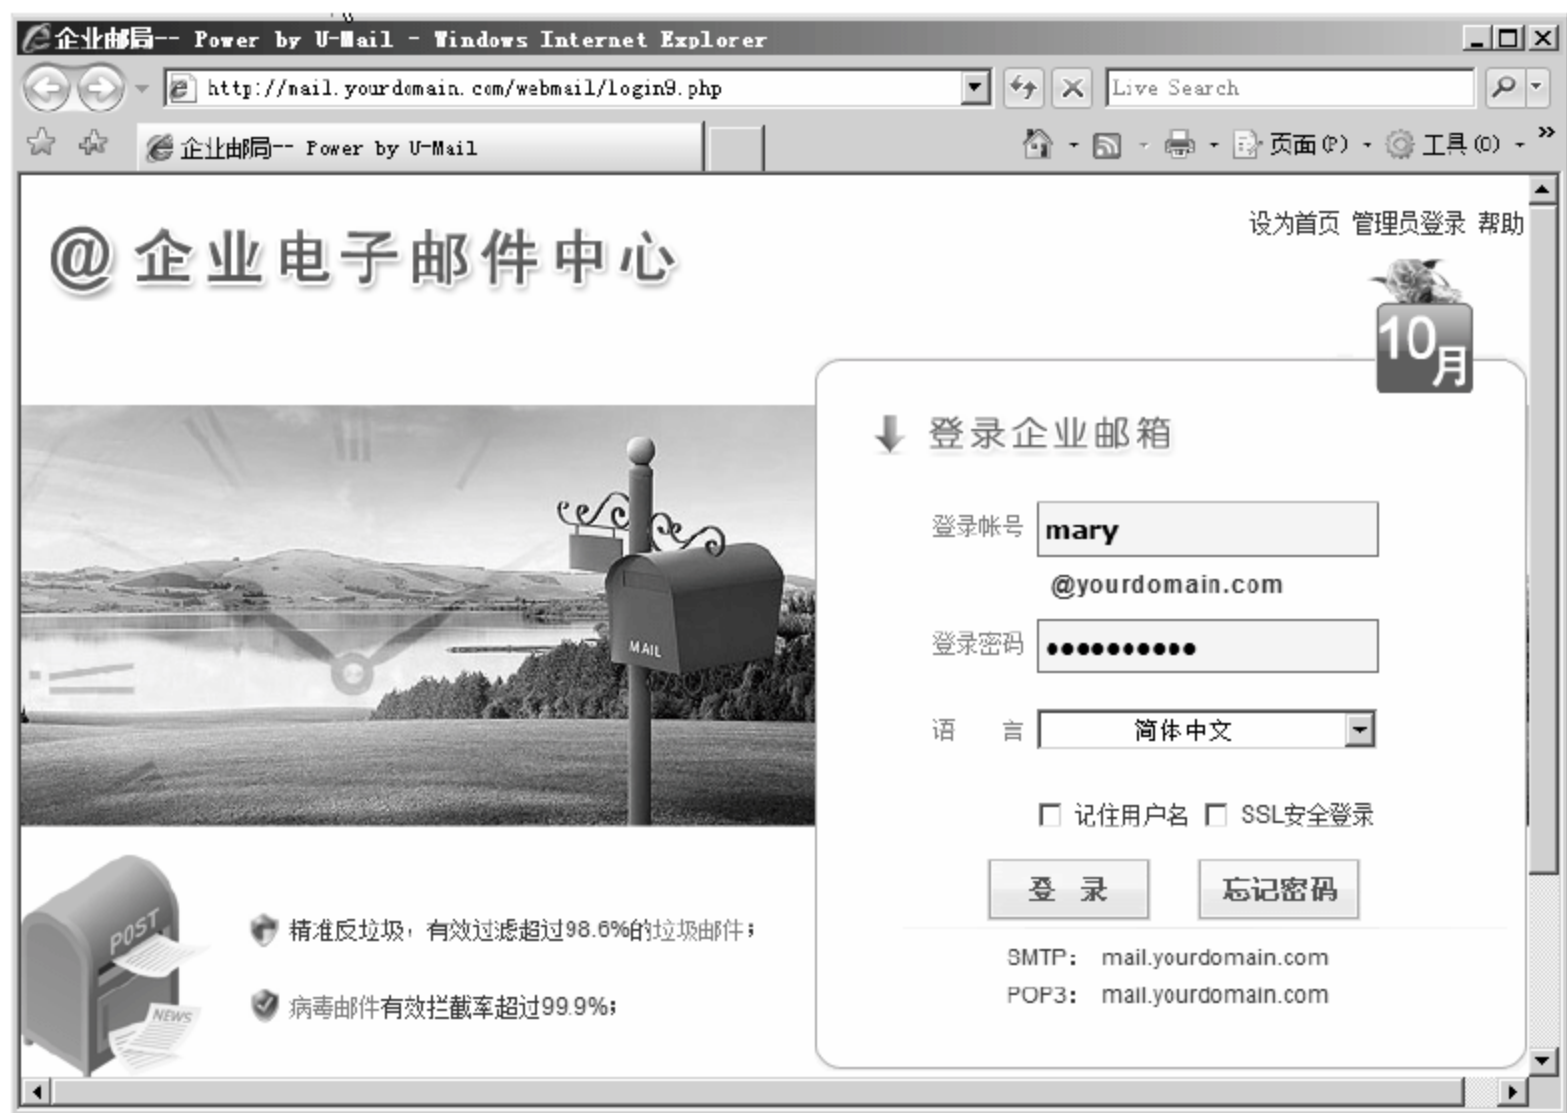 企业邮局-- Power by U-Mail - Windows Internet Explorer
http://mail.yourdomain.com/webmail/login9.php
Live Search
企业邮局-- Power by U-Mail
页面(P)
工具(O)
»
设为首页 管理员登录 帮助
@企业电子邮件中心
10月
登录企业邮箱
登录帐号 mary
@yourdomain.com
登录密码 ●●●●●●●●●●
语 言 简体中文
记住用户名 SSL安全登录
登 录 忘记密码
SMTP: mail.yourdomain.com
POP3: mail.yourdomain.com
MAIL
POST
NEWS
精准反垃圾，有效过滤超过98.6%的垃圾邮件；
病毒邮件有效拦截率超过99.9%；